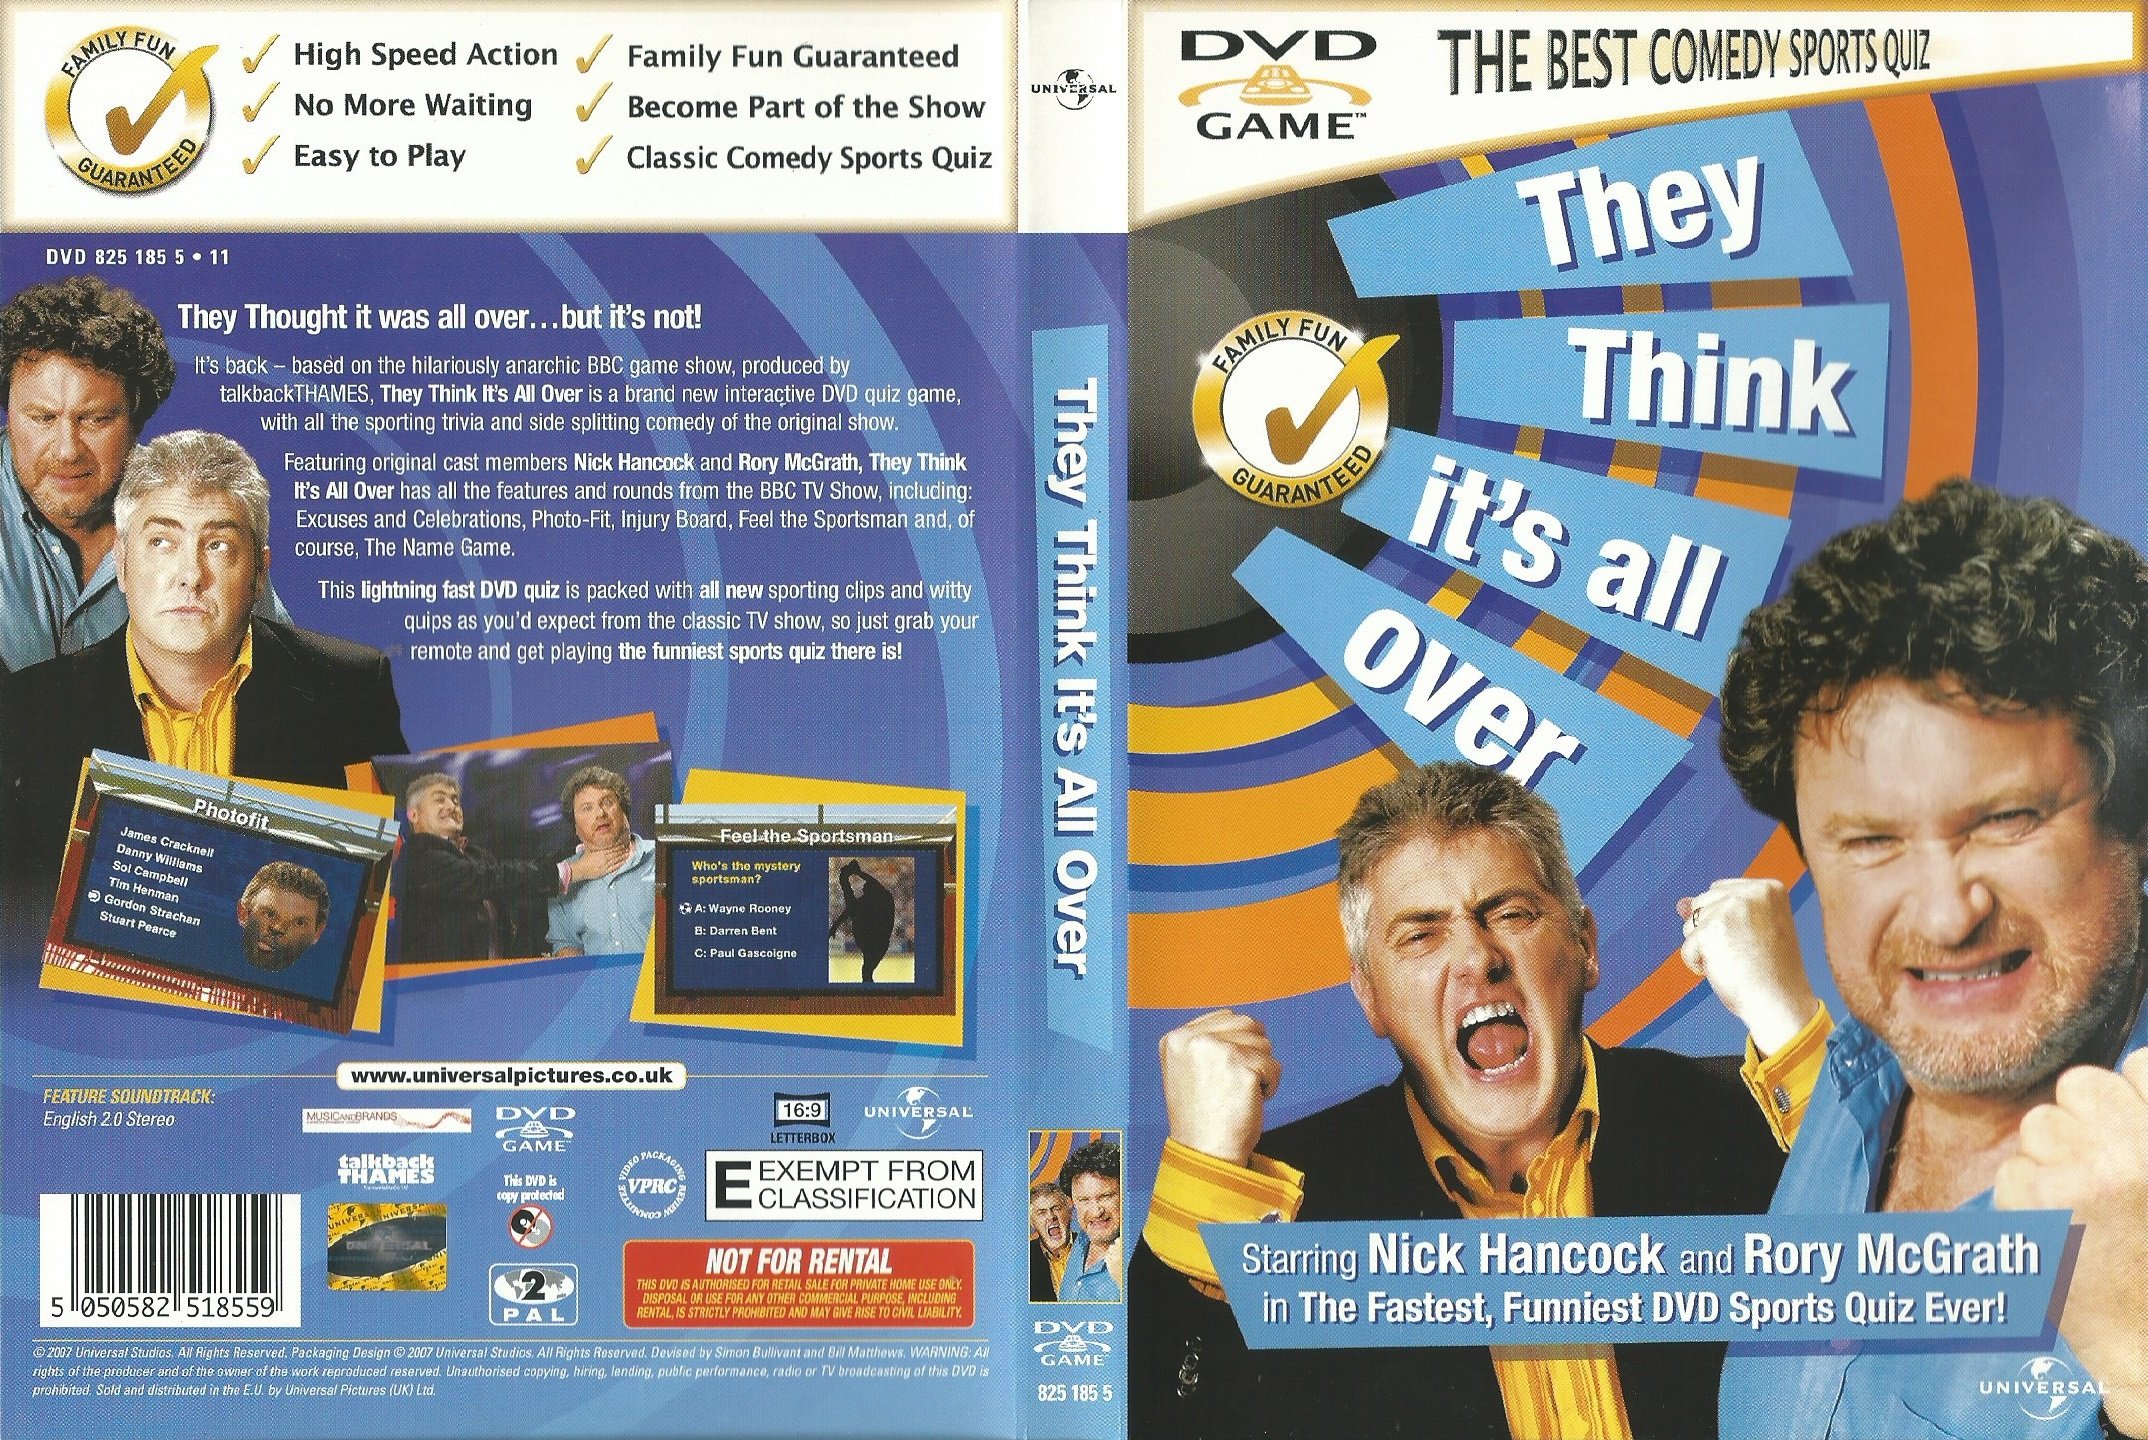 FAMILY FUN
GUARANTEED
High Speed Action
No More Waiting
Easy to Play
Family Fun Guaranteed
Become Part of the Show
Classic Comedy Sports Quiz
DVD 825 185 5 • 11
They Thought it was all over...but it's not!
It's back – based on the hilariously anarchic BBC game show, produced by
talkbackTHAMES, They Think It's All Over is a brand new interactive DVD quiz game,
with all the sporting trivia and side splitting comedy of the original show.
Featuring original cast members Nick Hancock and Rory McGrath, They Think
It's All Over has all the features and rounds from the BBC TV Show, including:
Excuses and Celebrations, Photo-Fit, Injury Board, Feel the Sportsman and, of
course, The Name Game.
This lightning fast DVD quiz is packed with all new sporting clips and witty
quips as you'd expect from the classic TV show, so just grab your
remote and get playing the funniest sports quiz there is!
Photofit
James Cracknell
Danny Williams
Sol Campbell
Tim Henman
Gordon Strachan
Stuart Pearce
Feel the Sportsman
Who's the mystery
sportsman?
A: Wayne Rooney
B: Darren Bent
C: Paul Gascoigne
www.universalpictures.co.uk
FEATURE SOUNDTRACK:
English 2.0 Stereo
MUSICANDBRANDS
DVD
GAME™
16:9
LETTERBOX
UNIVERSAL
talkback
THAMES
This DVD is
copy protected
VIDEO PACKAGING REVIEW COMMITTEE
VPRC
E EXEMPT FROM
CLASSIFICATION
UNIVERSAL
2
PAL
NOT FOR RENTAL
THIS DVD IS AUTHORISED FOR RETAIL SALE FOR PRIVATE HOME USE ONLY.
DISPOSAL OR USE FOR ANY OTHER COMMERCIAL PURPOSE, INCLUDING
RENTAL, IS STRICTLY PROHIBITED AND MAY GIVE RISE TO CIVIL LIABILITY.
5 050582 518559
© 2007 Universal Studios. All Rights Reserved. Packaging Design © 2007 Universal Studios. All Rights Reserved. Devised by Simon Bullivant and Bill Matthews. WARNING: All
rights of the producer and of the owner of the work reproduced reserved. Unauthorised copying, hiring, lending, public performance, radio or TV broadcasting of this DVD is
prohibited. Sold and distributed in the E.U. by Universal Pictures (UK) Ltd.
UNIVERSAL
They Think It's All Over
DVD
GAME™
825 185 5
DVD
GAME™
THE BEST COMEDY SPORTS QUIZ
They
Think
it's all
over
FAMILY FUN
GUARANTEED
Starring Nick Hancock and Rory McGrath
in The Fastest, Funniest DVD Sports Quiz Ever!
UNIVERSAL